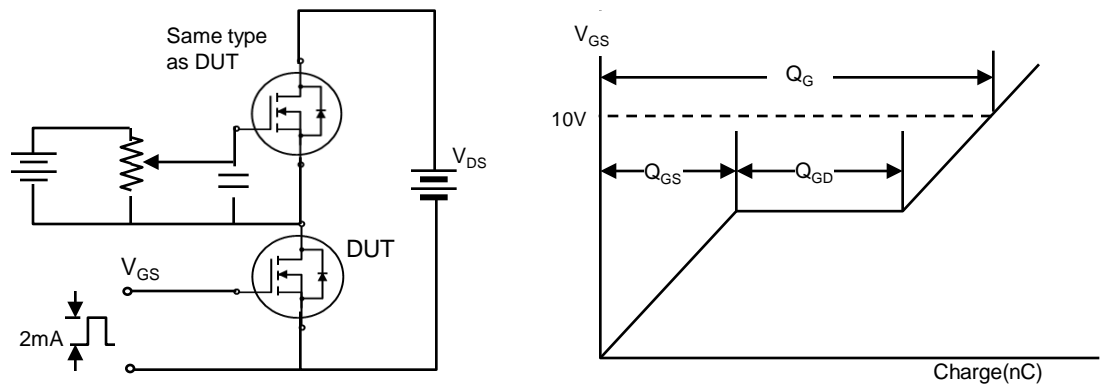 Same type
as DUT
V_DS
DUT
V_GS
2mA
V_GS
Q_G
10V
Q_GS
Q_GD
Charge(nC)